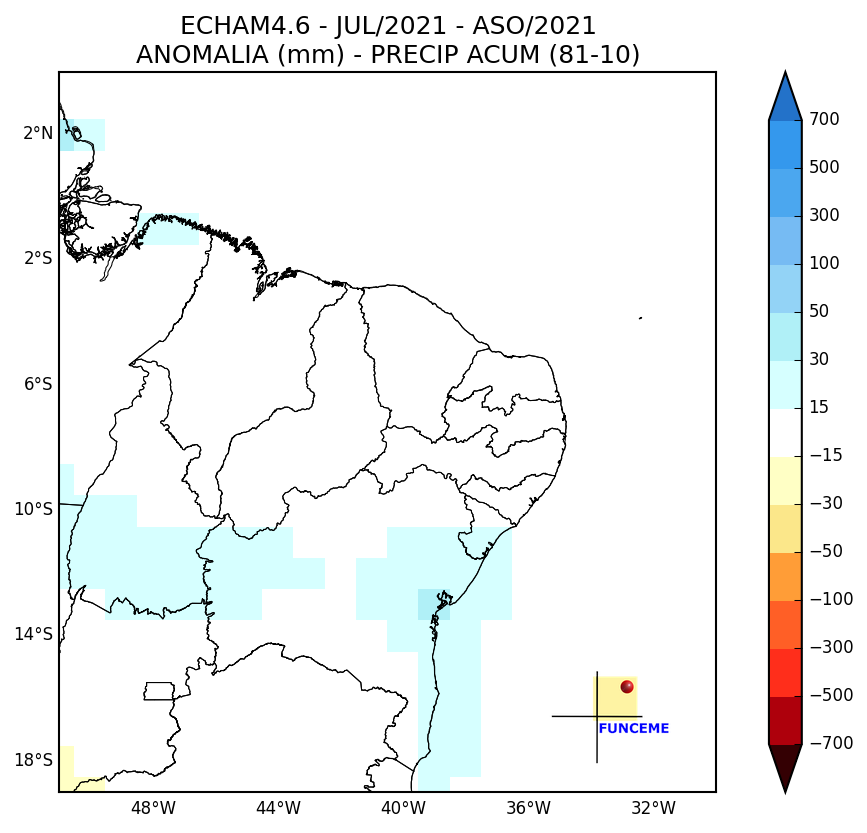 ECHAM4.6 - JUL/2021 - ASO/2021
ANOMALIA (mm) - PRECIP ACUM (81-10)
2°N
2°S
6°S
10°S
14°S
18°S
48°W
44°W
40°W
36°W
32°W
FUNCEME
700
500
300
100
50
30
15
−15
−30
−50
−100
−300
−500
−700